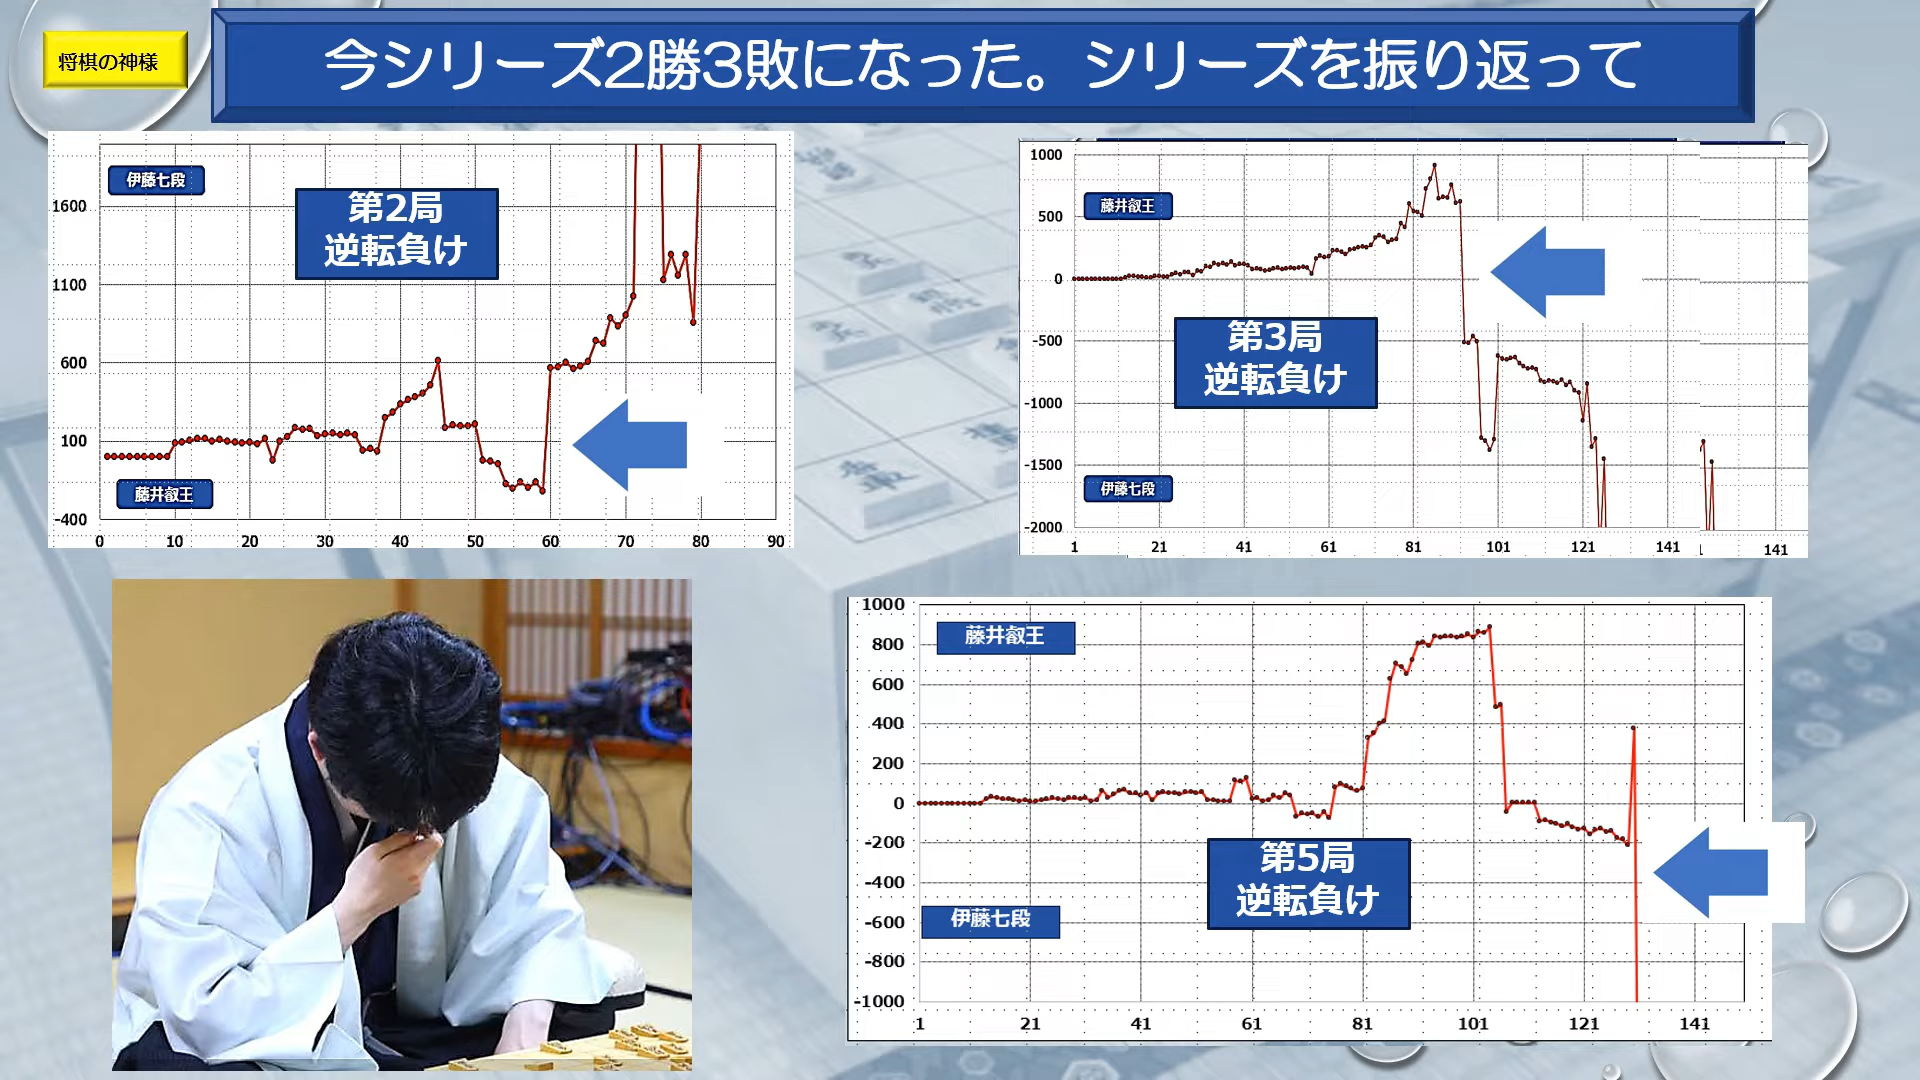 将棋の神様
今シリーズ2勝3敗になった。シリーズを振り返って
伊藤七段
第2局
逆転負け
藤井叡王
1600
1100
600
100
-400
0 10 20 30 40 50 60 70 80 90
藤井叡王
第3局
逆転負け
伊藤七段
1000
500
0
-500
-1000
-1500
-2000
1 21 41 61 81 101 121 141 141
藤井叡王
第5局
逆転負け
伊藤七段
1000
800
600
400
200
0
-200
-400
-600
-800
-1000
1 21 41 61 81 101 121 141